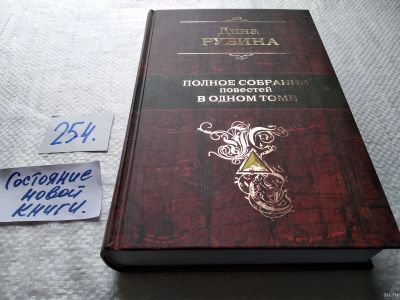 Дина
РУБИНА
ПОЛНОЕ СОБРАНИЕ
повестей
В ОДНОМ ТОМЕ
254.
Состояние
новой
книги.